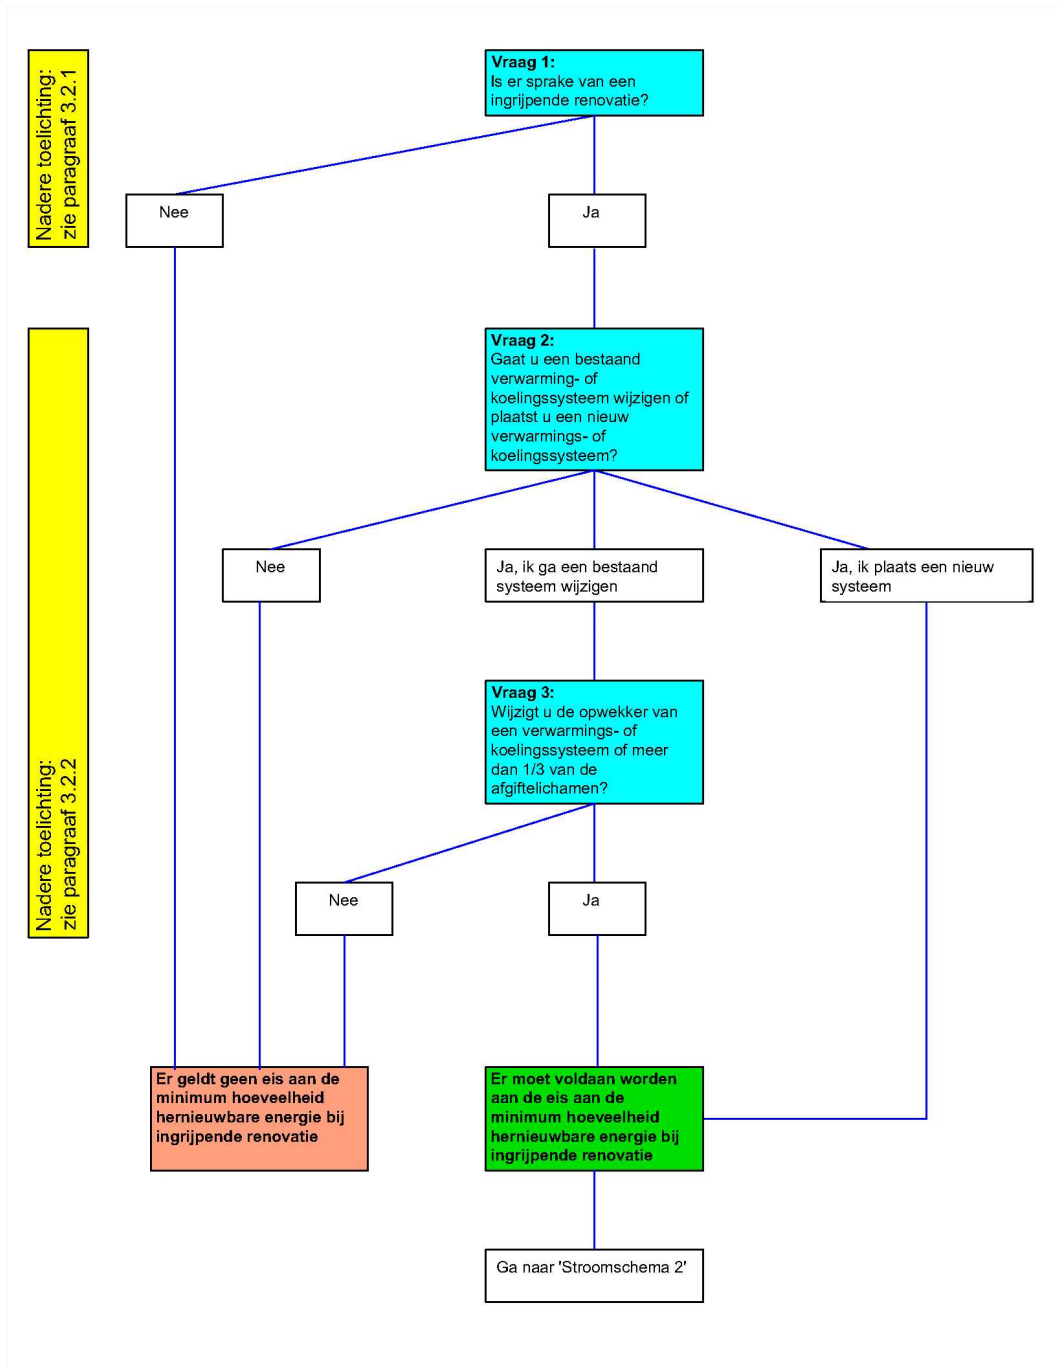 Nadere toelichting:
zie paragraaf 3.2.1
Vraag 1:
Is er sprake van een
ingrijpende renovatie?
Nee
Ja
Nadere toelichting:
zie paragraaf 3.2.2
Vraag 2:
Gaat u een bestaand
verwarming- of
koelingssysteem wijzigen of
plaatst u een nieuw
verwarmings- of
koelingssysteem?
Nee
Ja, ik ga een bestaand
systeem wijzigen
Ja, ik plaats een nieuw
systeem
Vraag 3:
Wijzigt u de opwekker van
een verwarmings- of
koelingssysteem of meer
dan 1/3 van de
afgiftelichamen?
Nee
Ja
Er geldt geen eis aan de
minimum hoeveelheid
hernieuwbare energie bij
ingrijpende renovatie
Er moet voldaan worden
aan de eis aan de
minimum hoeveelheid
hernieuwbare energie bij
ingrijpende renovatie
Ga naar 'Stroomschema 2'